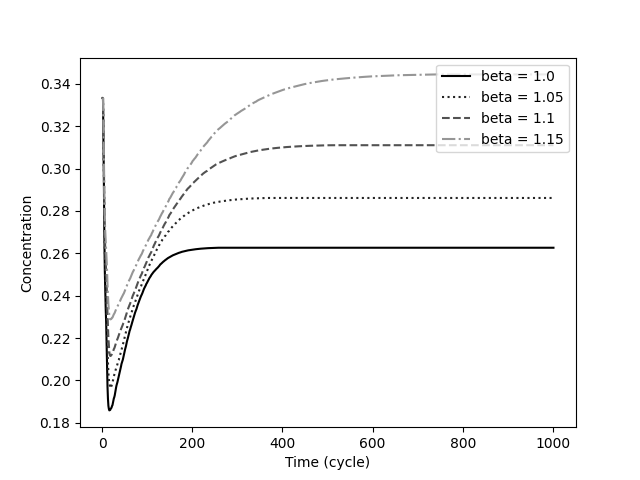 beta = 1.0
beta = 1.05
beta = 1.1
beta = 1.15
0.34
0.32
0.30
0.28
0.26
0.24
0.22
0.20
0.18
Concentration
0 200 400 600 800 1000
Time (cycle)